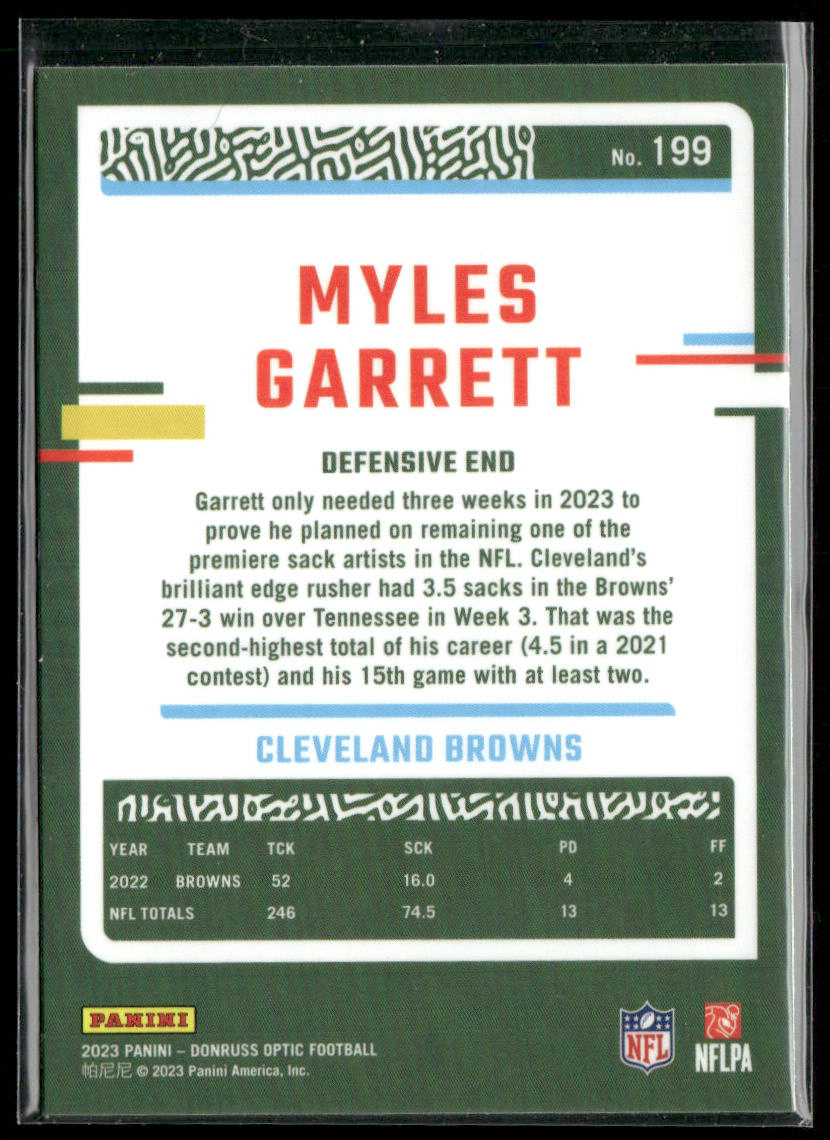 No. 199
MYLES
GARRETT
DEFENSIVE END
Garrett only needed three weeks in 2023 to
prove he planned on remaining one of the
premiere sack artists in the NFL. Cleveland's
brilliant edge rusher had 3.5 sacks in the Browns'
27-3 win over Tennessee in Week 3. That was the
second-highest total of his career (4.5 in a 2021
contest) and his 15th game with at least two.
CLEVELAND BROWNS
YEAR TEAM TCK SCK PD FF
2022 BROWNS 52 16.0 4 2
NFL TOTALS 246 74.5 13 13
PANINI
2023 PANINI – DONRUSS OPTIC FOOTBALL
帕尼尼 © 2023 Panini America, Inc.
NFL
NFLPA